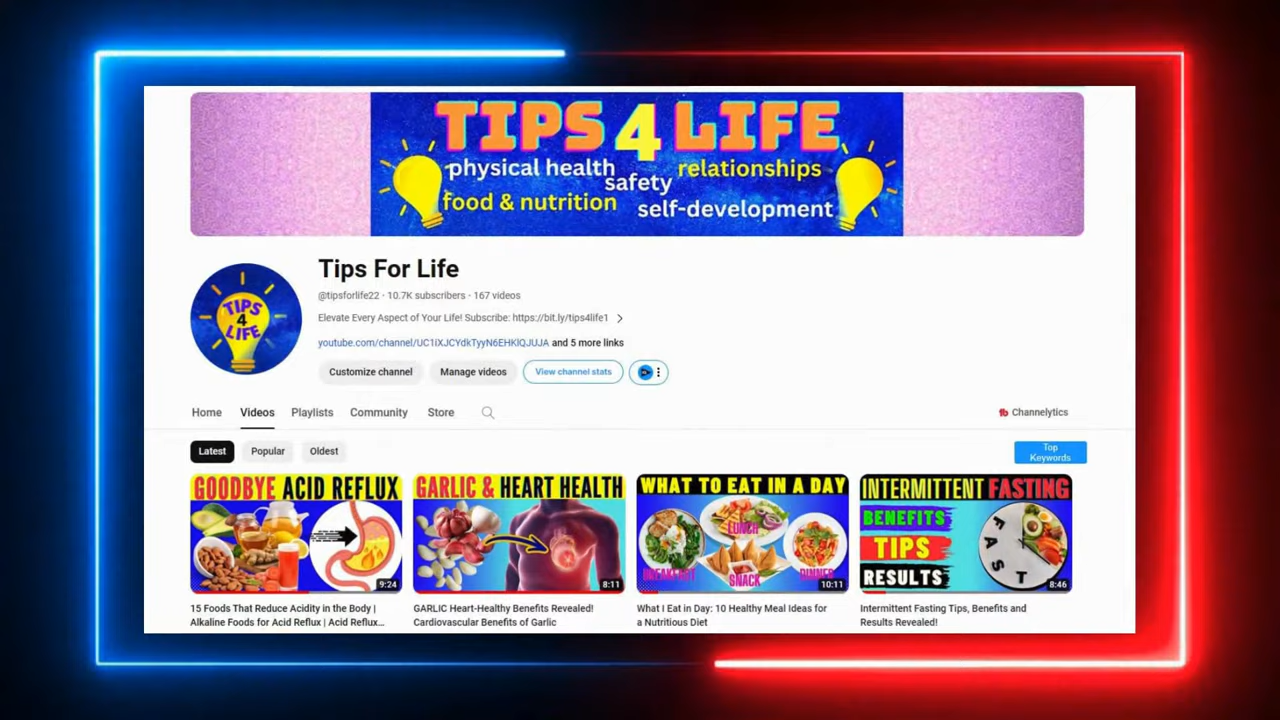 TIPS 4 LIFE
physical health
relationships
safety
food & nutrition
self-development
TIPS
4
LIFE
Tips For Life
@tipsforlife22 · 10.7K subscribers · 167 videos
Elevate Every Aspect of Your Life! Subscribe: https://bit.ly/tips4life1
youtube.com/channel/UC1iXJCYdkTyyN6EHKlQJUJA and 5 more links
Customize channel
Manage videos
View channel stats
Home
Videos
Playlists
Community
Store
Channelytics
Latest
Popular
Oldest
Top
Keywords
GOODBYE ACID REFLUX
9:24
15 Foods That Reduce Acidity in the Body |
Alkaline Foods for Acid Reflux | Acid Reflux...
GARLIC & HEART HEALTH
8:11
GARLIC Heart-Healthy Benefits Revealed!
Cardiovascular Benefits of Garlic
WHAT TO EAT IN A DAY
LUNCH
BREAKFAST
SNACK
DINNER
10:11
What I Eat in Day: 10 Healthy Meal Ideas for
a Nutritious Diet
INTERMITTENT FASTING
BENEFITS
TIPS
RESULTS
FAST
8:46
Intermittent Fasting Tips, Benefits and
Results Revealed!